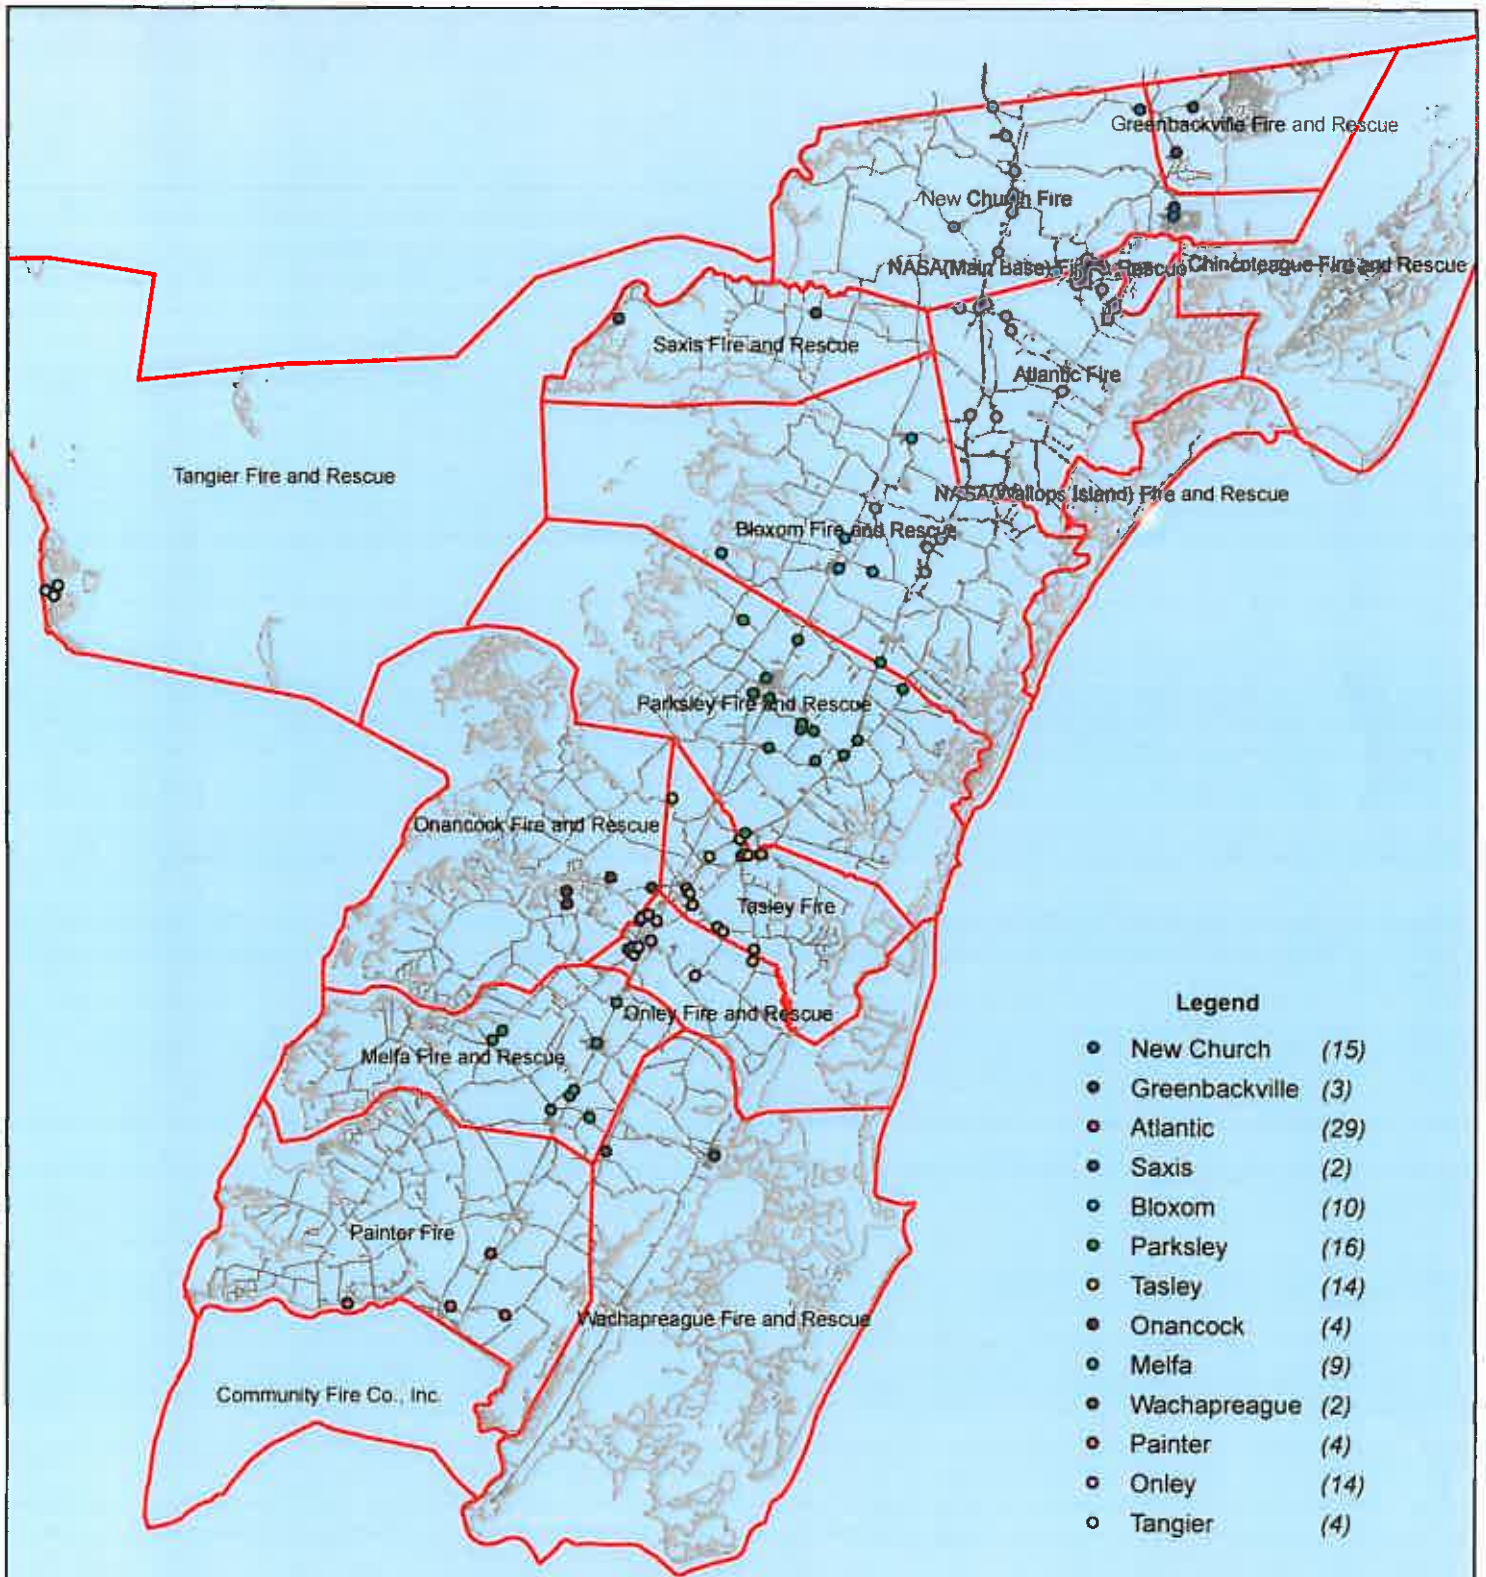 Greenbackville Fire and Rescue
New Church Fire
NASA(Main Base) Fire & Rescue
Chincoteague Fire and Rescue
Saxis Fire and Rescue
Atlantic Fire
Tangier Fire and Rescue
NASA(Wallops Island) Fire and Rescue
Bloxom Fire and Rescue
Parksley Fire and Rescue
Onancock Fire and Rescue
Tasley Fire
Onley Fire and Rescue
Melfa Fire and Rescue
Painter Fire
Wachapreague Fire and Rescue
Community Fire Co., Inc.
Legend
New Church (15)
Greenbackville (3)
Atlantic (29)
Saxis (2)
Bloxom (10)
Parksley (16)
Tasley (14)
Onancock (4)
Melfa (9)
Wachapreague (2)
Painter (4)
Onley (14)
Tangier (4)